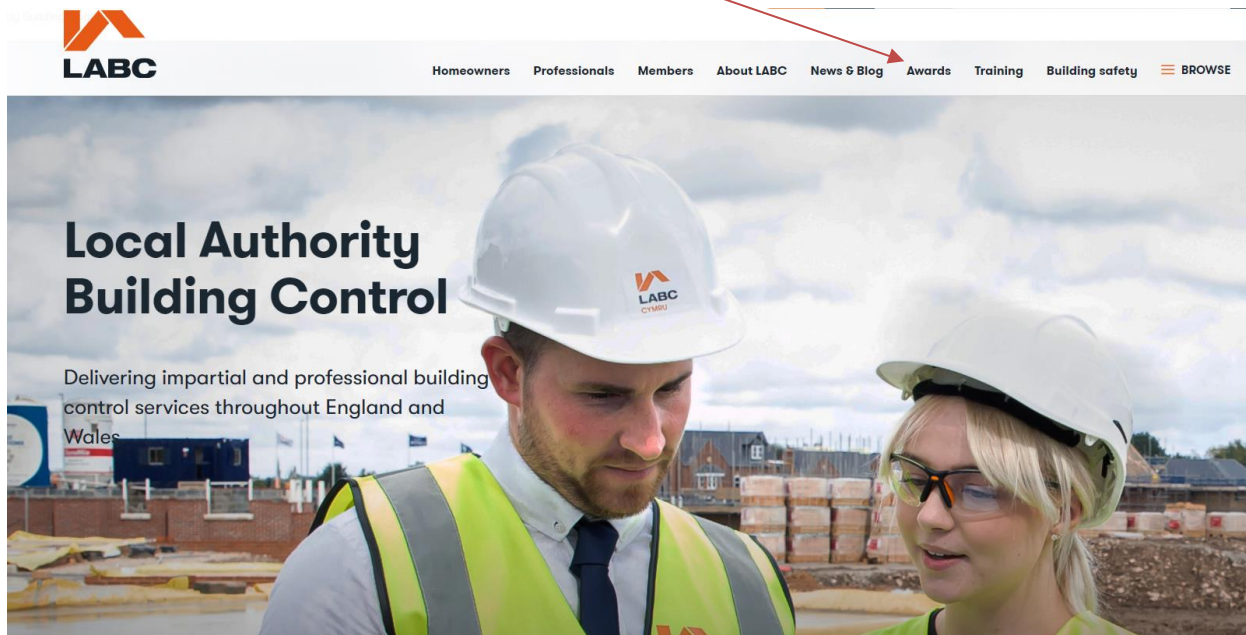 LABC
Homeowners Professionals Members About LABC News & Blog Awards Training Building safety BROWSE
Local Authority
Building Control
LABC
CYMRU
Delivering impartial and professional building
control services throughout England and
Wales